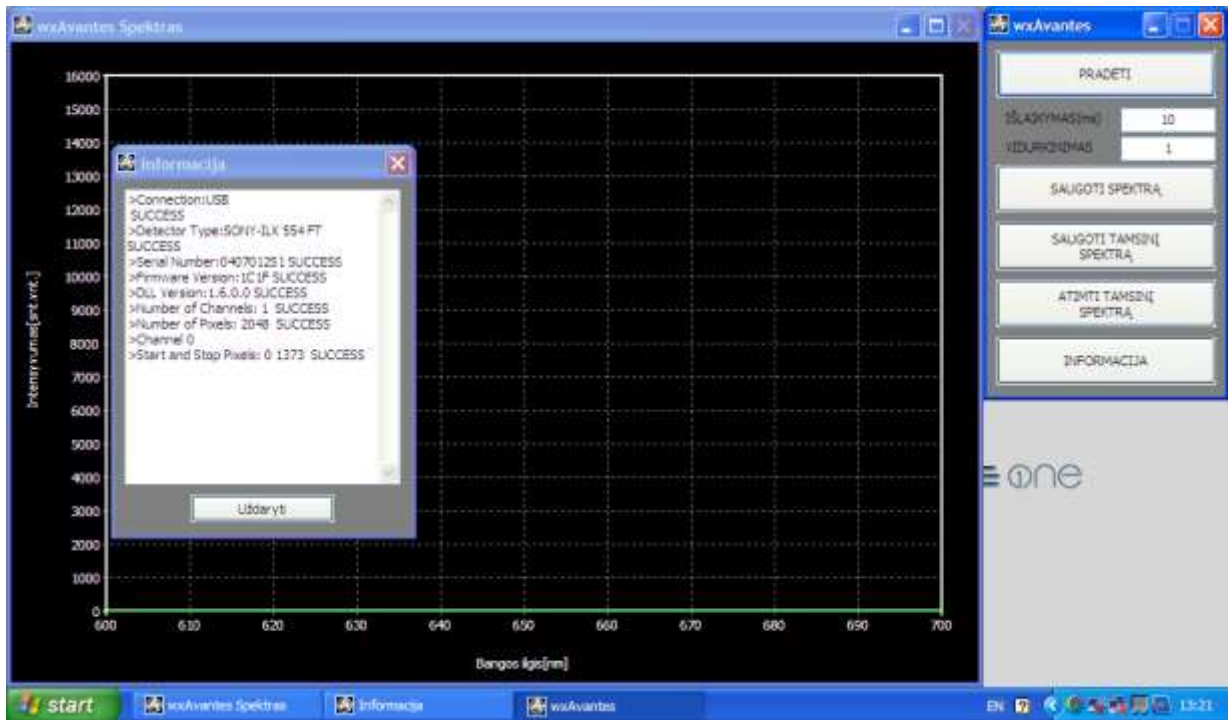 wxAvantes Spektras
16000
15000
14000
13000
12000
11000
10000
9000
8000
7000
6000
5000
4000
3000
2000
1000
0
600 610 620 630 640 650 660 670 680 690 700
Intensyvumas[snt.vnt.]
Bangos ilgis[nm]
Informacija
>Connection:USB
SUCCESS
>Detector Type:SONY-ILX 554 FT
SUCCESS
>Serial Number:0407012S1 SUCCESS
>Firmware Version:1C1F SUCCESS
>DLL Version:1.6.0.0 SUCCESS
>Number of Channels: 1 SUCCESS
>Number of Pixels: 2048 SUCCESS
>Channel 0
>Start and Stop Pixels: 0 1373 SUCCESS
Uždaryti
wxAvantes
PRADĖTI
IŠLAIKYMAS[ms] 10
VIDURKINIMAS 1
SAUGOTI SPEKTRĄ
SAUGOTI TAMSINĮ
SPEKTRĄ
ATIMTI TAMSINĮ
SPEKTRĄ
INFORMACIJA
one
start
wxAvantes Spektras
Informacija
wxAvantes
EN
13:21